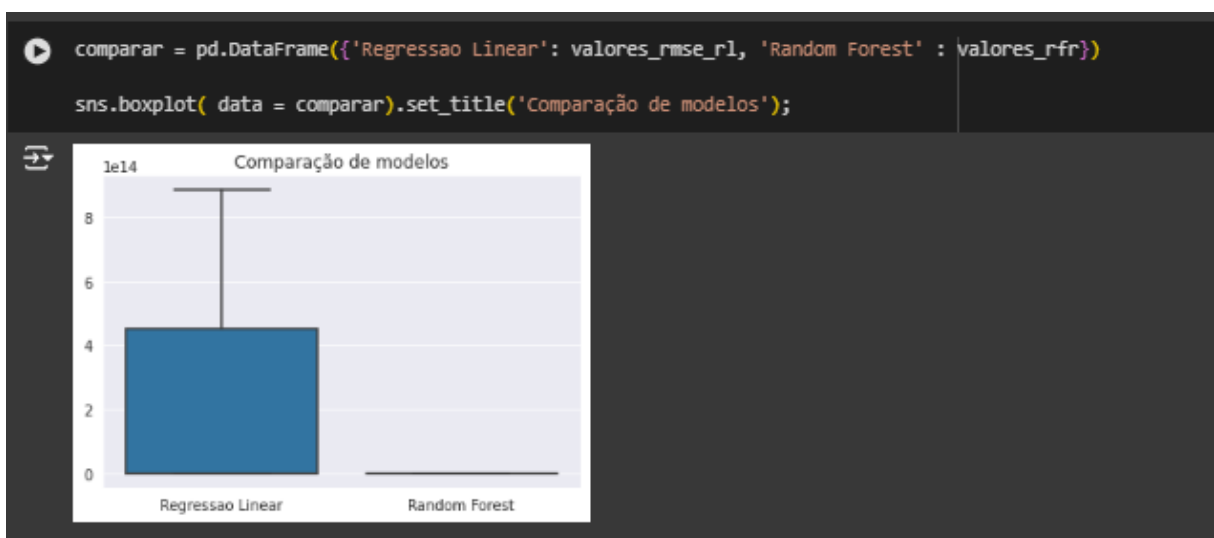 comparar = pd.DataFrame({'Regressao Linear': valores_rmse_rl, 'Random Forest' : valores_rfr})
sns.boxplot( data = comparar).set_title('Comparação de modelos');
1e14
Comparação de modelos
8
6
4
2
0
Regressao Linear
Random Forest